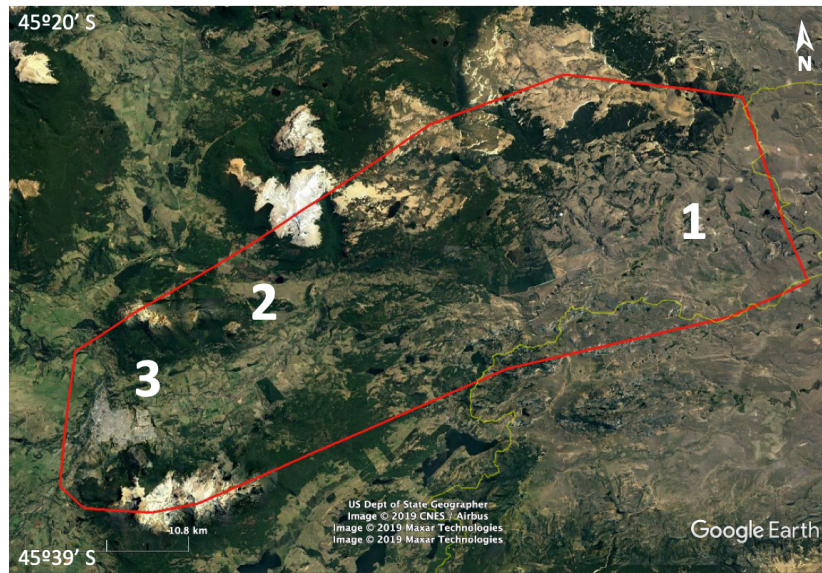 45º20' S
N
1
2
3
US Dept of State Geographer
Image © 2019 CNES / Airbus
Image © 2019 Maxar Technologies
Image © 2019 Maxar Technologies
10.8 km
Google Earth
45º39' S